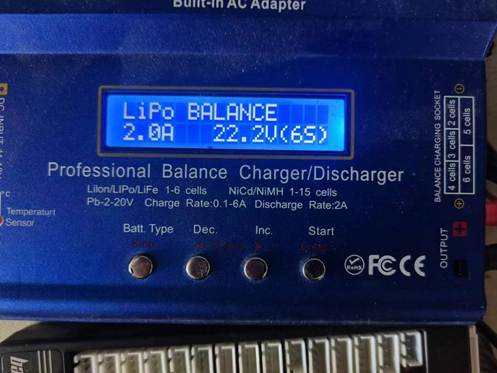 Built-in AC Adapter
LiPo BALANCE
2.0A 22.2V(6S)
Professional Balance Charger/Discharger
LiIon/LIPo/LiFe 1-6 cells NiCd/NiMH 1-15 cells
Pb-2-20V Charge Rate:0.1-6A Discharge Rate:2A
Batt. Type Dec. Inc. Start
Temperaturt
Sensor
BALANCE CHARGING SOCKET
2 cells
3 cells
4 cells
5 cells
6 cells
OUTPUT
RoHS FC CE